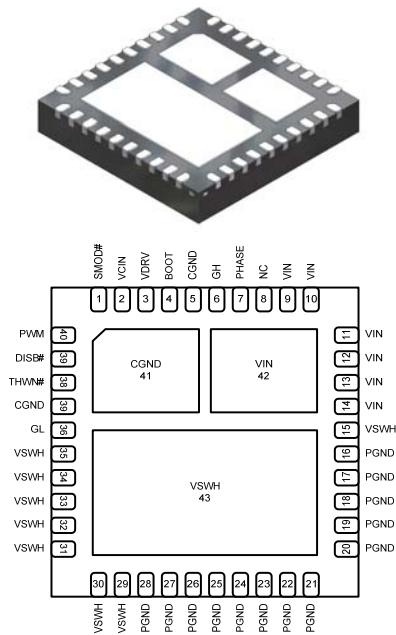 SMOD#
VCIN
VDRV
BOOT
CGND
GH
PHASE
NC
VIN
VIN
1
2
3
4
5
6
7
8
9
10
PWM
40
DISB#
39
THWN#
38
CGND
39
GL
36
VSWH
35
VSWH
34
VSWH
33
VSWH
32
VSWH
31
CGND
41
VIN
42
VSWH
43
11
VIN
12
VIN
13
VIN
14
VIN
15
VSWH
16
PGND
17
PGND
18
PGND
19
PGND
20
PGND
30
29
28
27
26
25
24
23
22
21
VSWH
VSWH
PGND
PGND
PGND
PGND
PGND
PGND
PGND
PGND